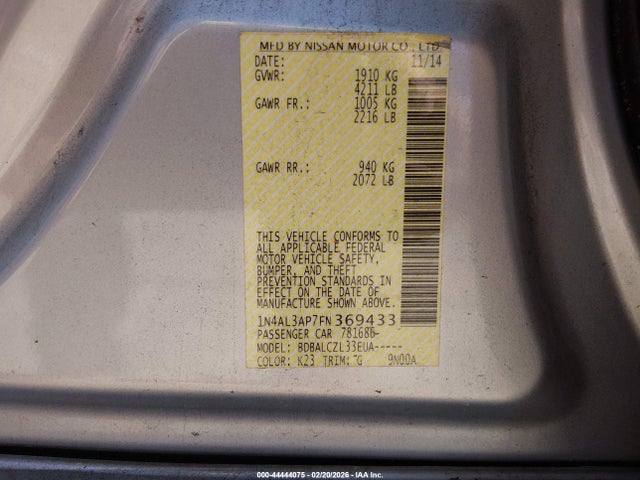 MFD BY NISSAN MOTOR CO., LTD.
DATE: 11/14
GVWR: 1910 KG
4211 LB
GAWR FR.: 1005 KG
2216 LB
GAWR RR.: 940 KG
2072 LB
THIS VEHICLE CONFORMS TO
ALL APPLICABLE FEDERAL
MOTOR VEHICLE SAFETY,
BUMPER, AND THEFT
PREVENTION STANDARDS
IN EFFECT ON THE DATE OF
MANUFACTURE SHOWN ABOVE.
1N4AL3AP7FN369433
PASSENGER CAR 781686-
MODEL: BDBALCZL33EUA-----
COLOR: K23 TRIM: G 9N00A
000-44444075 - 02/20/2026 - IAA Inc.